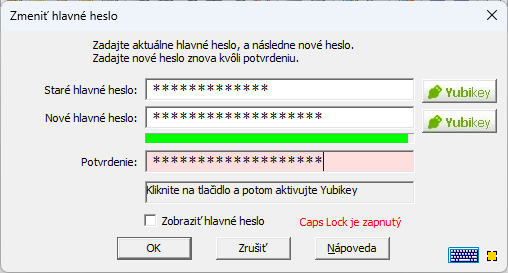 Zmeniť hlavné heslo
Zadajte aktuálne hlavné heslo, a následne nové heslo.
Zadajte nové heslo znova kvôli potvrdeniu.
Staré hlavné heslo: ************* Yubikey
Nové hlavné heslo: ******************* Yubikey
Potvrdenie: *******************
Kliknite na tlačidlo a potom aktivujte Yubikey
Zobraziť hlavné heslo Caps Lock je zapnutý
OK Zrušiť Nápoveda